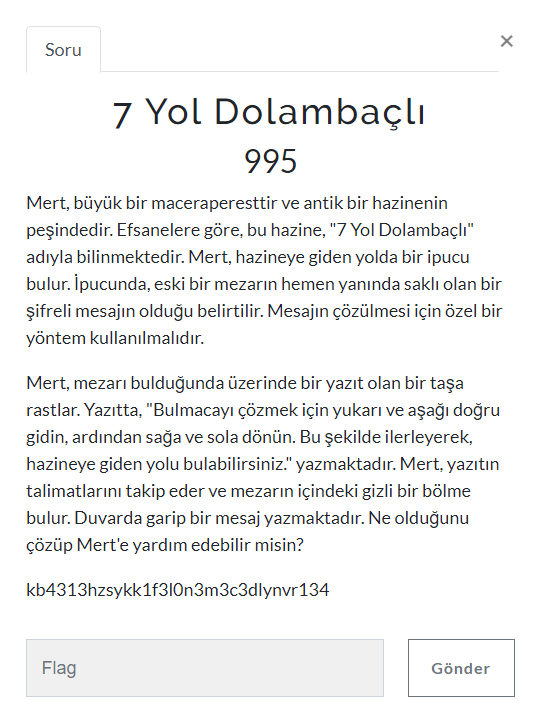 Soru
×
7 Yol Dolambaçlı
995
Mert, büyük bir maceraperesttir ve antik bir hazinenin
peşindedir. Efsanelere göre, bu hazine, "7 Yol Dolambaçlı"
adıyla bilinmektedir. Mert, hazineye giden yolda bir ipucu
bulur. İpucunda, eski bir mezarın hemen yanında saklı olan bir
şifreli mesajın olduğu belirtilir. Mesajın çözülmesi için özel bir
yöntem kullanılmalıdır.
Mert, mezarı bulduğunda üzerinde bir yazıt olan bir taşa
rastlar. Yazıtta, "Bulmacayı çözmek için yukarı ve aşağı doğru
gidin, ardından sağa ve sola dönün. Bu şekilde ilerleyerek,
hazineye giden yolu bulabilirsiniz." yazmaktadır. Mert, yazıtın
talimatlarını takip eder ve mezarın içindeki gizli bir bölme
bulur. Duvarda garip bir mesaj yazmaktadır. Ne olduğunu
çözüp Mert'e yardım edebilir misin?
kb4313hzsykk1f3l0n3m3c3dlynvr134
Flag
Gönder